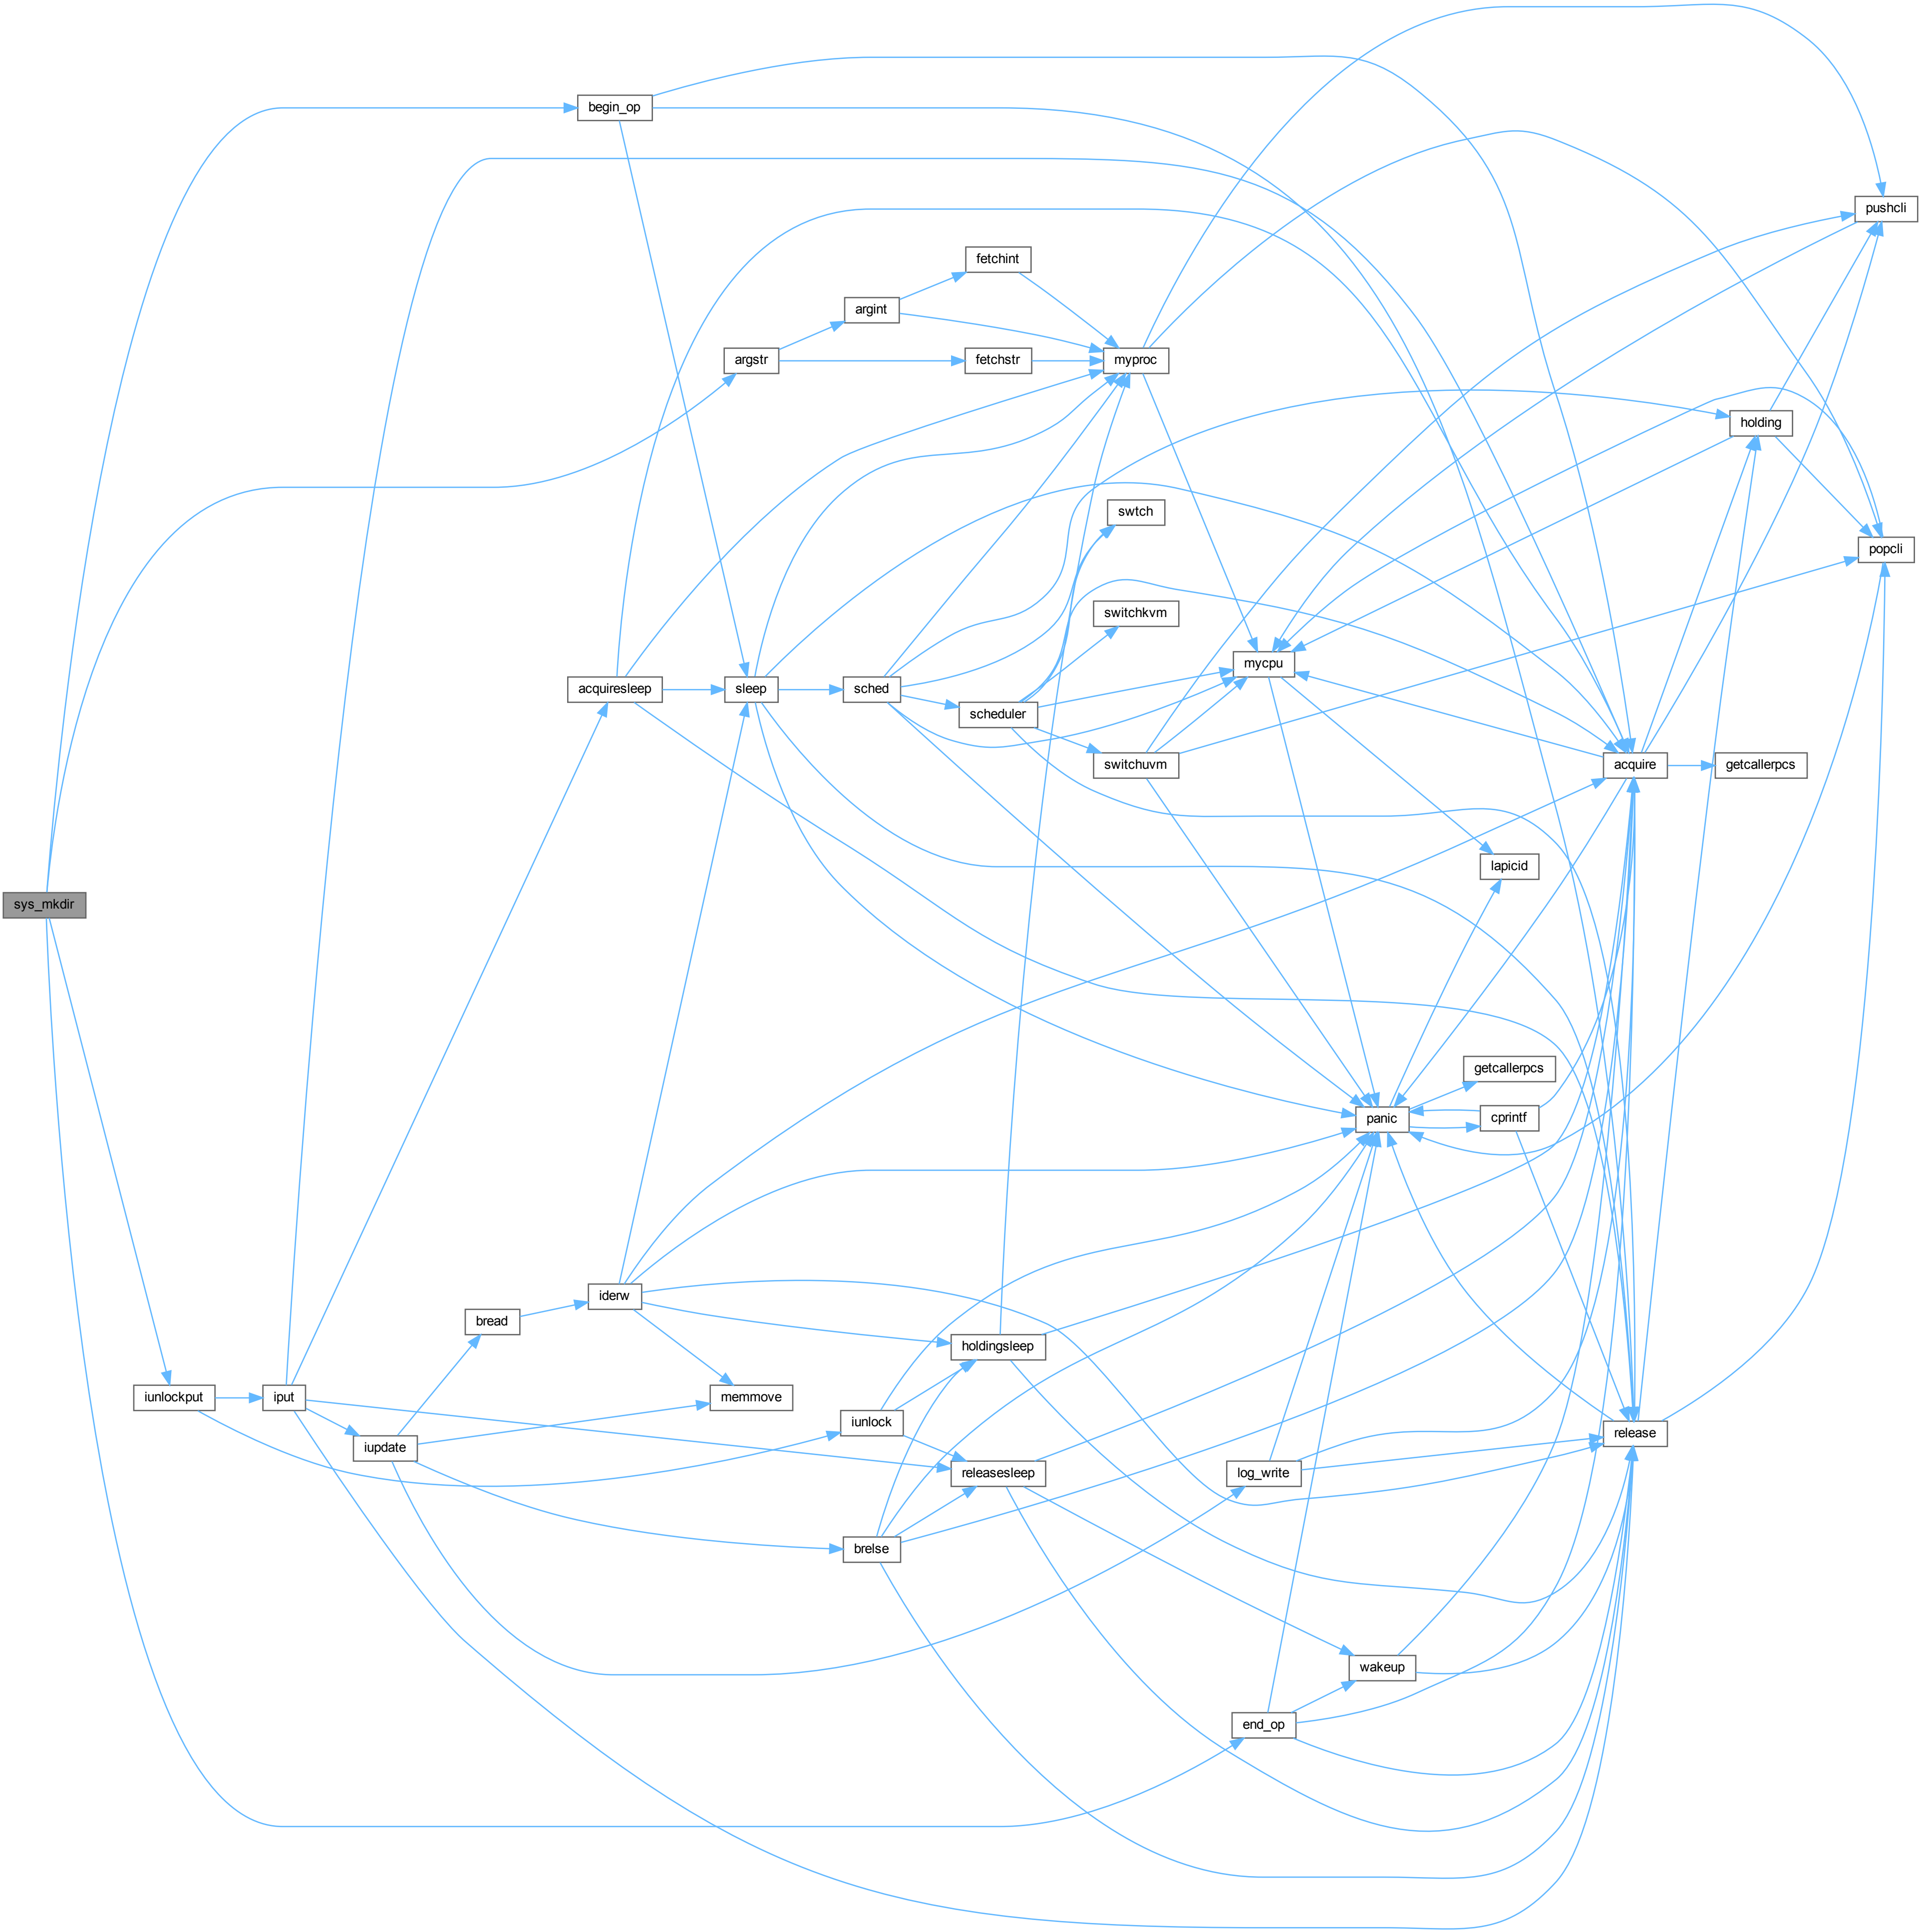 begin_op
pushcli
fetchint
argint
argstr
fetchstr
myproc
holding
swtch
popcli
switchkvm
mycpu
acquiresleep
sleep
sched
scheduler
switchuvm
acquire
getcallerpcs
lapicid
sys_mkdir
getcallerpcs
panic
cprintf
iderw
bread
holdingsleep
iunlockput
iput
memmove
iunlock
iupdate
release
releasesleep
log_write
brelse
wakeup
end_op